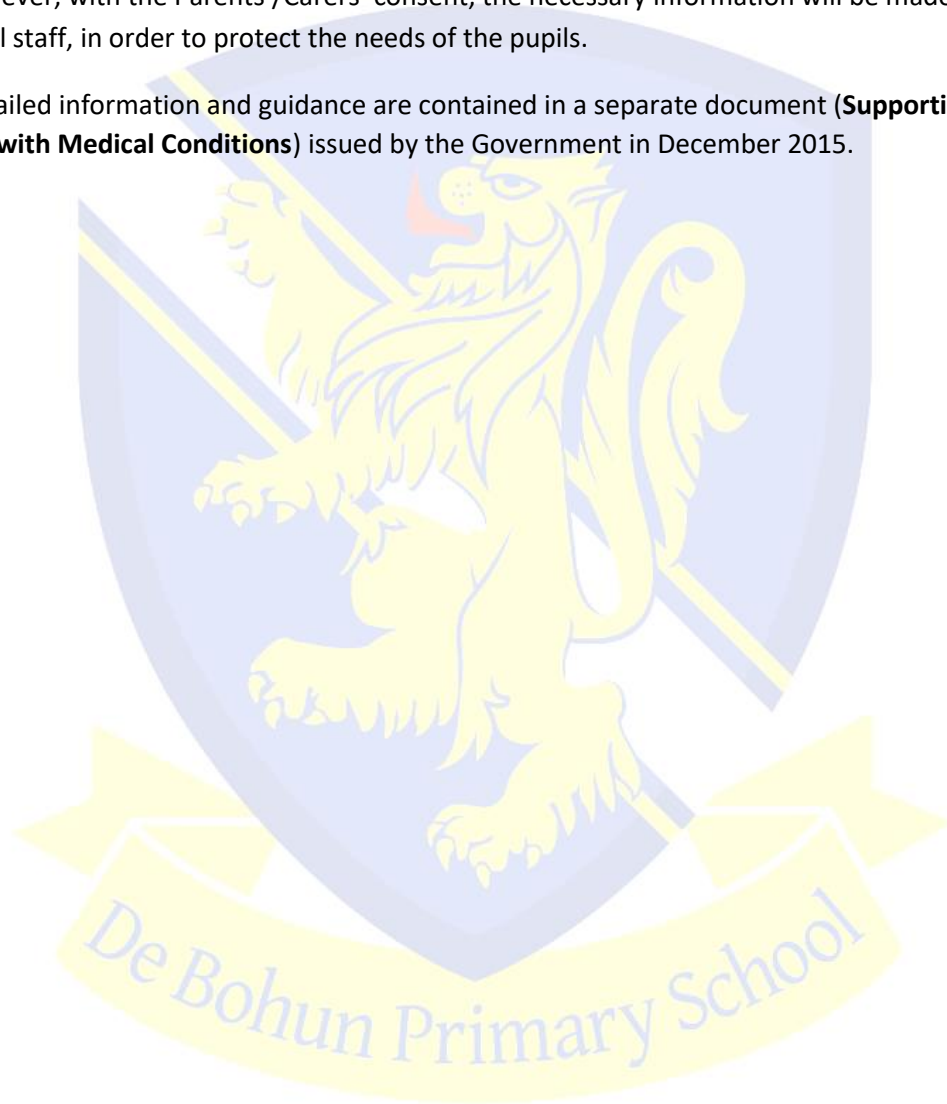 ever, with the Parents'/Carers' consent, the necessary information will be made
l staff, in order to protect the needs of the pupils.
ailed information and guidance are contained in a separate document (Supporti
with Medical Conditions) issued by the Government in December 2015.
De Bohun Primary School